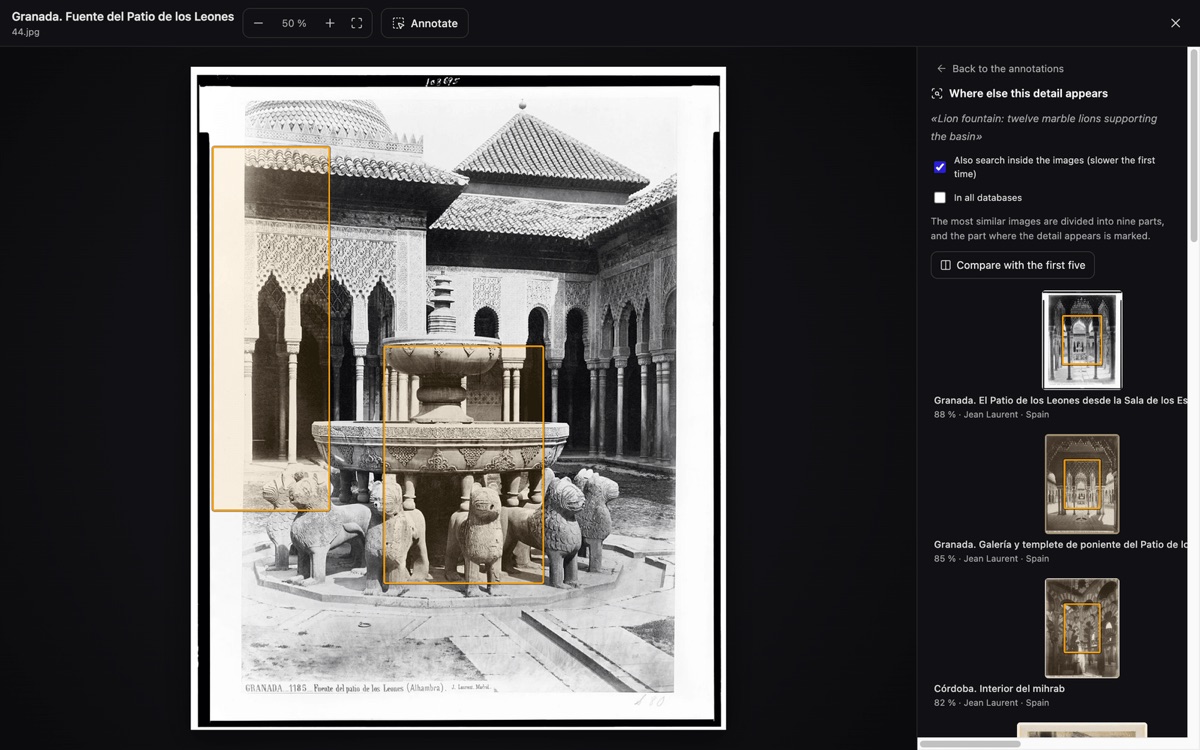 Granada. Fuente del Patio de los Leones
44.jpg
50 %
Annotate
Back to the annotations
Where else this detail appears
«Lion fountain: twelve marble lions supporting
the basin»
Also search inside the images (slower the first
time)
In all databases
The most similar images are divided into nine parts,
and the part where the detail appears is marked.
Compare with the first five
Granada. El Patio de los Leones desde la Sala de los Es
88 % · Jean Laurent · Spain
Granada. Galería y templete de poniente del Patio de lo
85 % · Jean Laurent · Spain
Córdoba. Interior del mihrab
82 % · Jean Laurent · Spain
GRANADA 1185 Fuente del patio de los Leones (Alhambra). J. Laurent. Madrid.